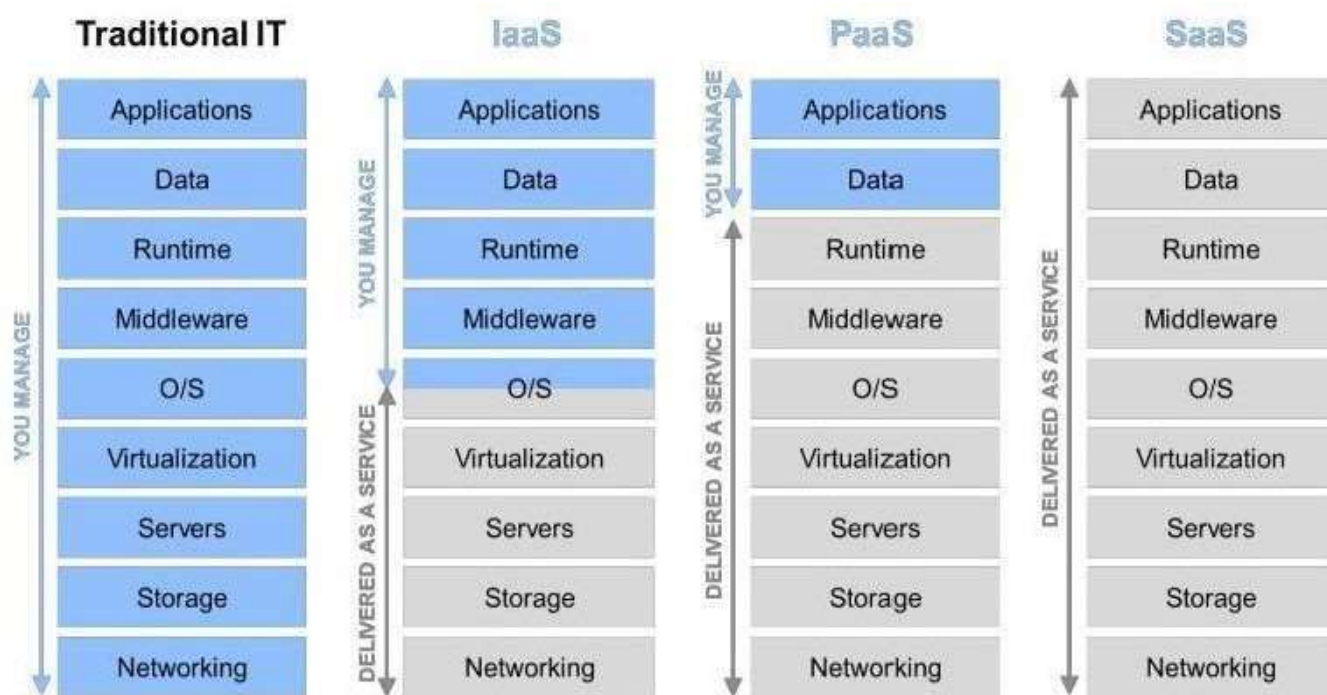 Traditional IT
IaaS
PaaS
SaaS
YOU MANAGE
Applications
Data
Runtime
Middleware
O/S
Virtualization
Servers
Storage
Networking
YOU MANAGE
DELIVERED AS A SERVICE
Applications
Data
Runtime
Middleware
O/S
Virtualization
Servers
Storage
Networking
YOU MANAGE
DELIVERED AS A SERVICE
Applications
Data
Runtime
Middleware
O/S
Virtualization
Servers
Storage
Networking
DELIVERED AS A SERVICE
Applications
Data
Runtime
Middleware
O/S
Virtualization
Servers
Storage
Networking